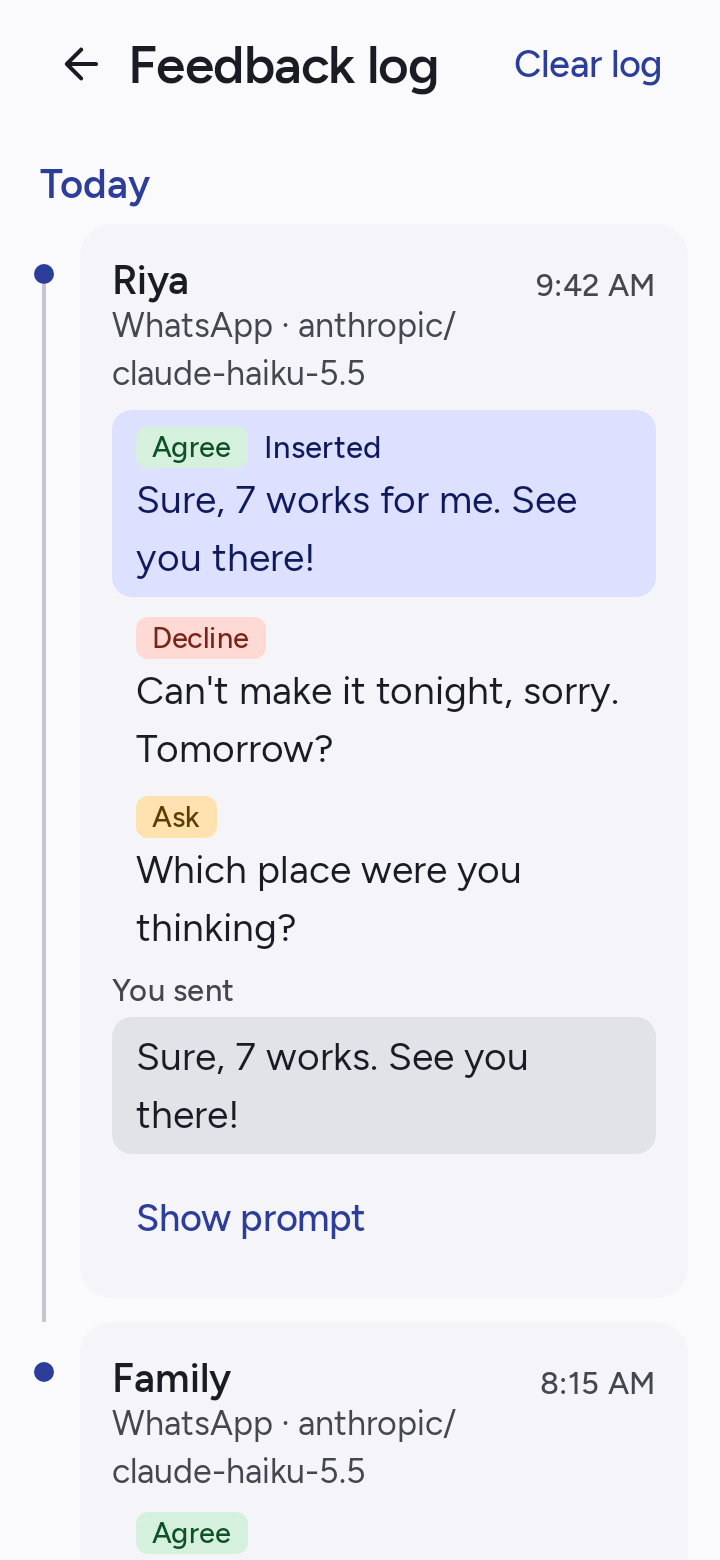 Feedback log
Clear log
Today
Riya
9:42 AM
WhatsApp · anthropic/
claude-haiku-5.5
Agree
Inserted
Sure, 7 works for me. See
you there!
Decline
Can't make it tonight, sorry.
Tomorrow?
Ask
Which place were you
thinking?
You sent
Sure, 7 works. See you
there!
Show prompt
Family
8:15 AM
WhatsApp · anthropic/
claude-haiku-5.5
Agree